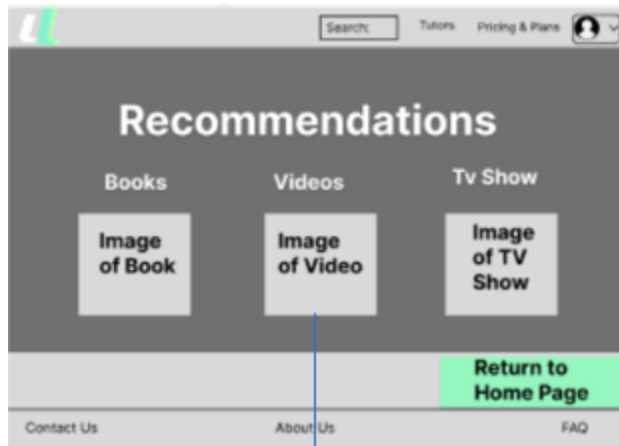 Search:
Tutors
Pricing & Plans
Recommendations
Books
Videos
Tv Show
Image
of Book
Image
of Video
Image
of TV
Show
Return to
Home Page
Contact Us
About Us
FAQ